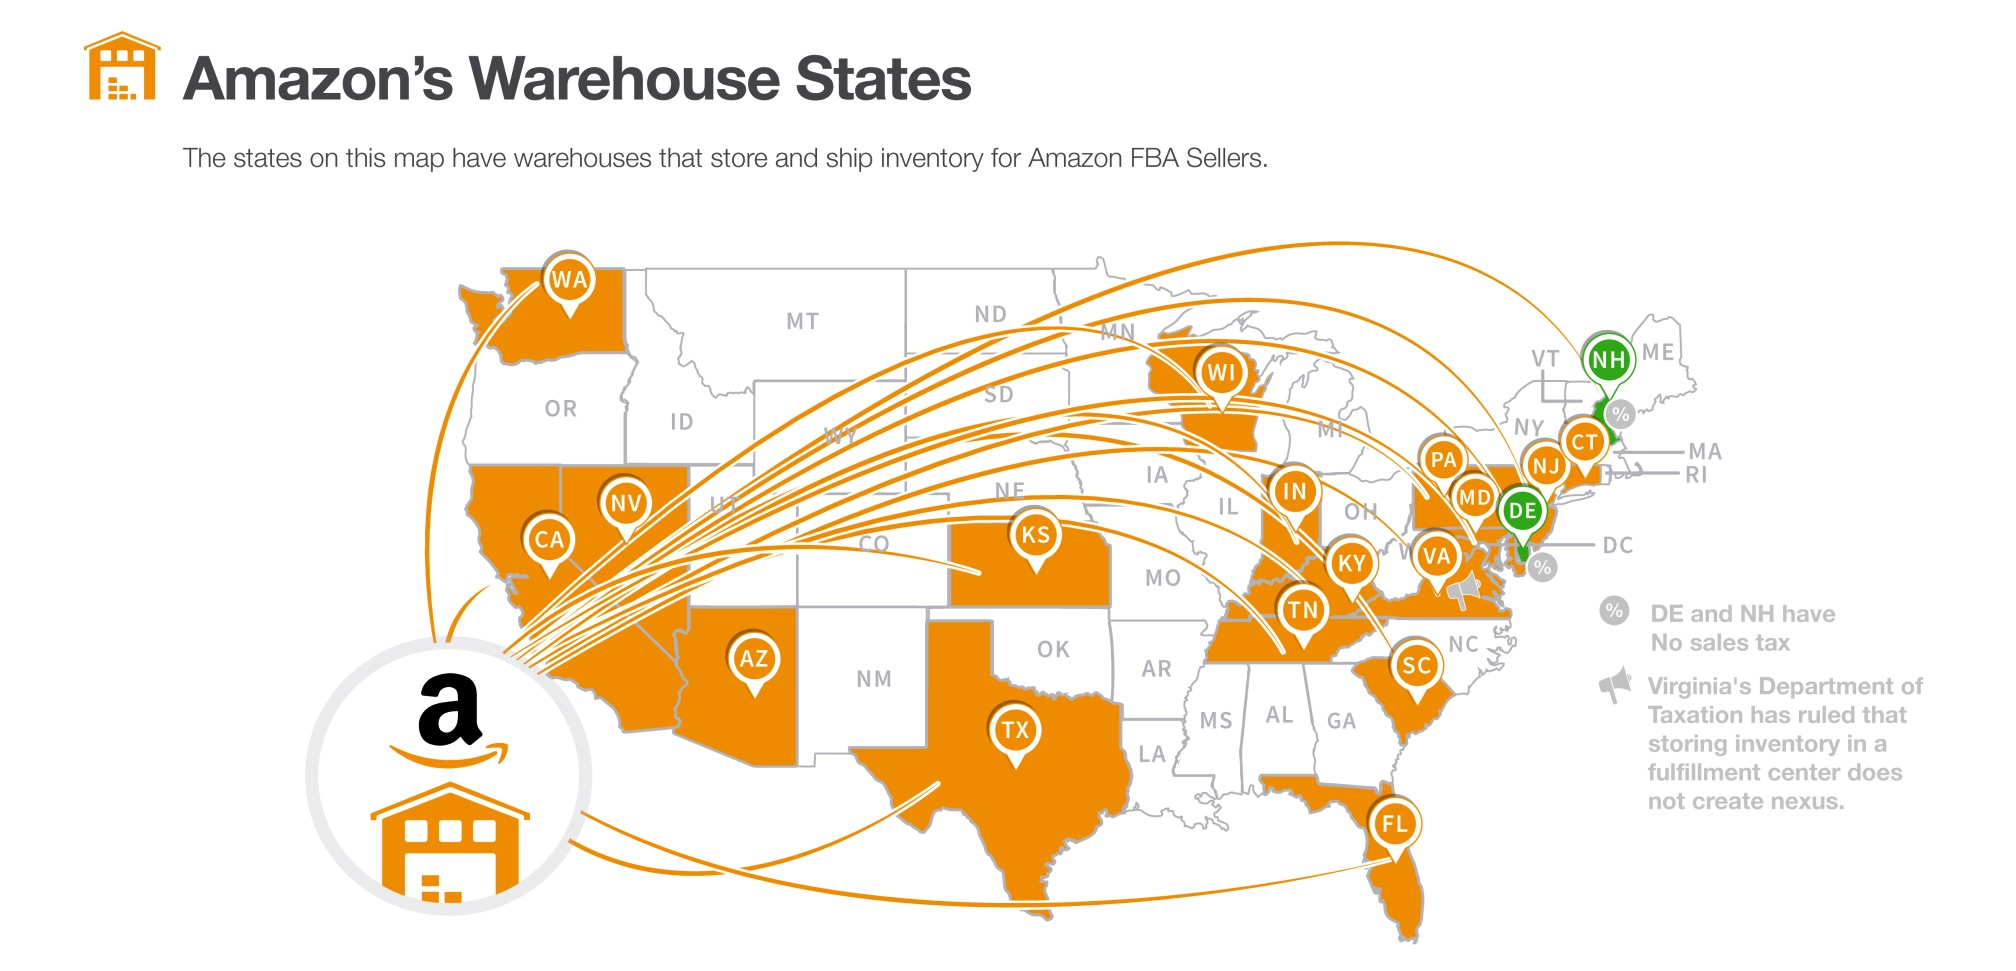 Amazon’s Warehouse States
The states on this map have warehouses that store and ship inventory for Amazon FBA Sellers.
WA
MT
ND
MN
VT
NH
ME
OR
ID
WY
SD
WI
MI
NY
%
CT
MA
RI
NV
CA
UT
NE
IA
IL
IN
OH
PA
NJ
MD
DE
CO
KS
MO
KY
W
VA
DC
%
TN
NC
AZ
NM
OK
AR
SC
TX
LA
MS
AL
GA
FL
a
% DE and NH have
No sales tax
Virginia's Department of
Taxation has ruled that
storing inventory in a
fulfillment center does
not create nexus.